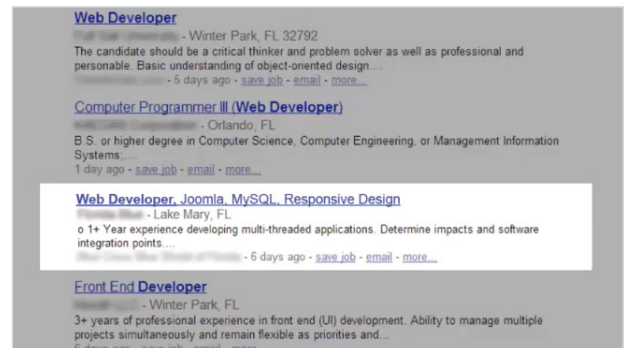 Web Developer
- Winter Park, FL 32792
The candidate should be a critical thinker and problem solver as well as professional and
personable. Basic understanding of object-oriented design....
- 5 days ago - save job - email - more...
Computer Programmer III (Web Developer)
- Orlando, FL
B.S. or higher degree in Computer Science, Computer Engineering, or Management Information
Systems;....
1 day ago - save job - email - more...
Web Developer, Joomla, MySQL, Responsive Design
- Lake Mary, FL
o 1+ Year experience developing multi-threaded applications. Determine impacts and software
integration points....
- 6 days ago - save job - email - more...
Front End Developer
- Winter Park, FL
3+ years of professional experience in front end (UI) development. Ability to manage multiple
projects simultaneously and remain flexible as priorities and...